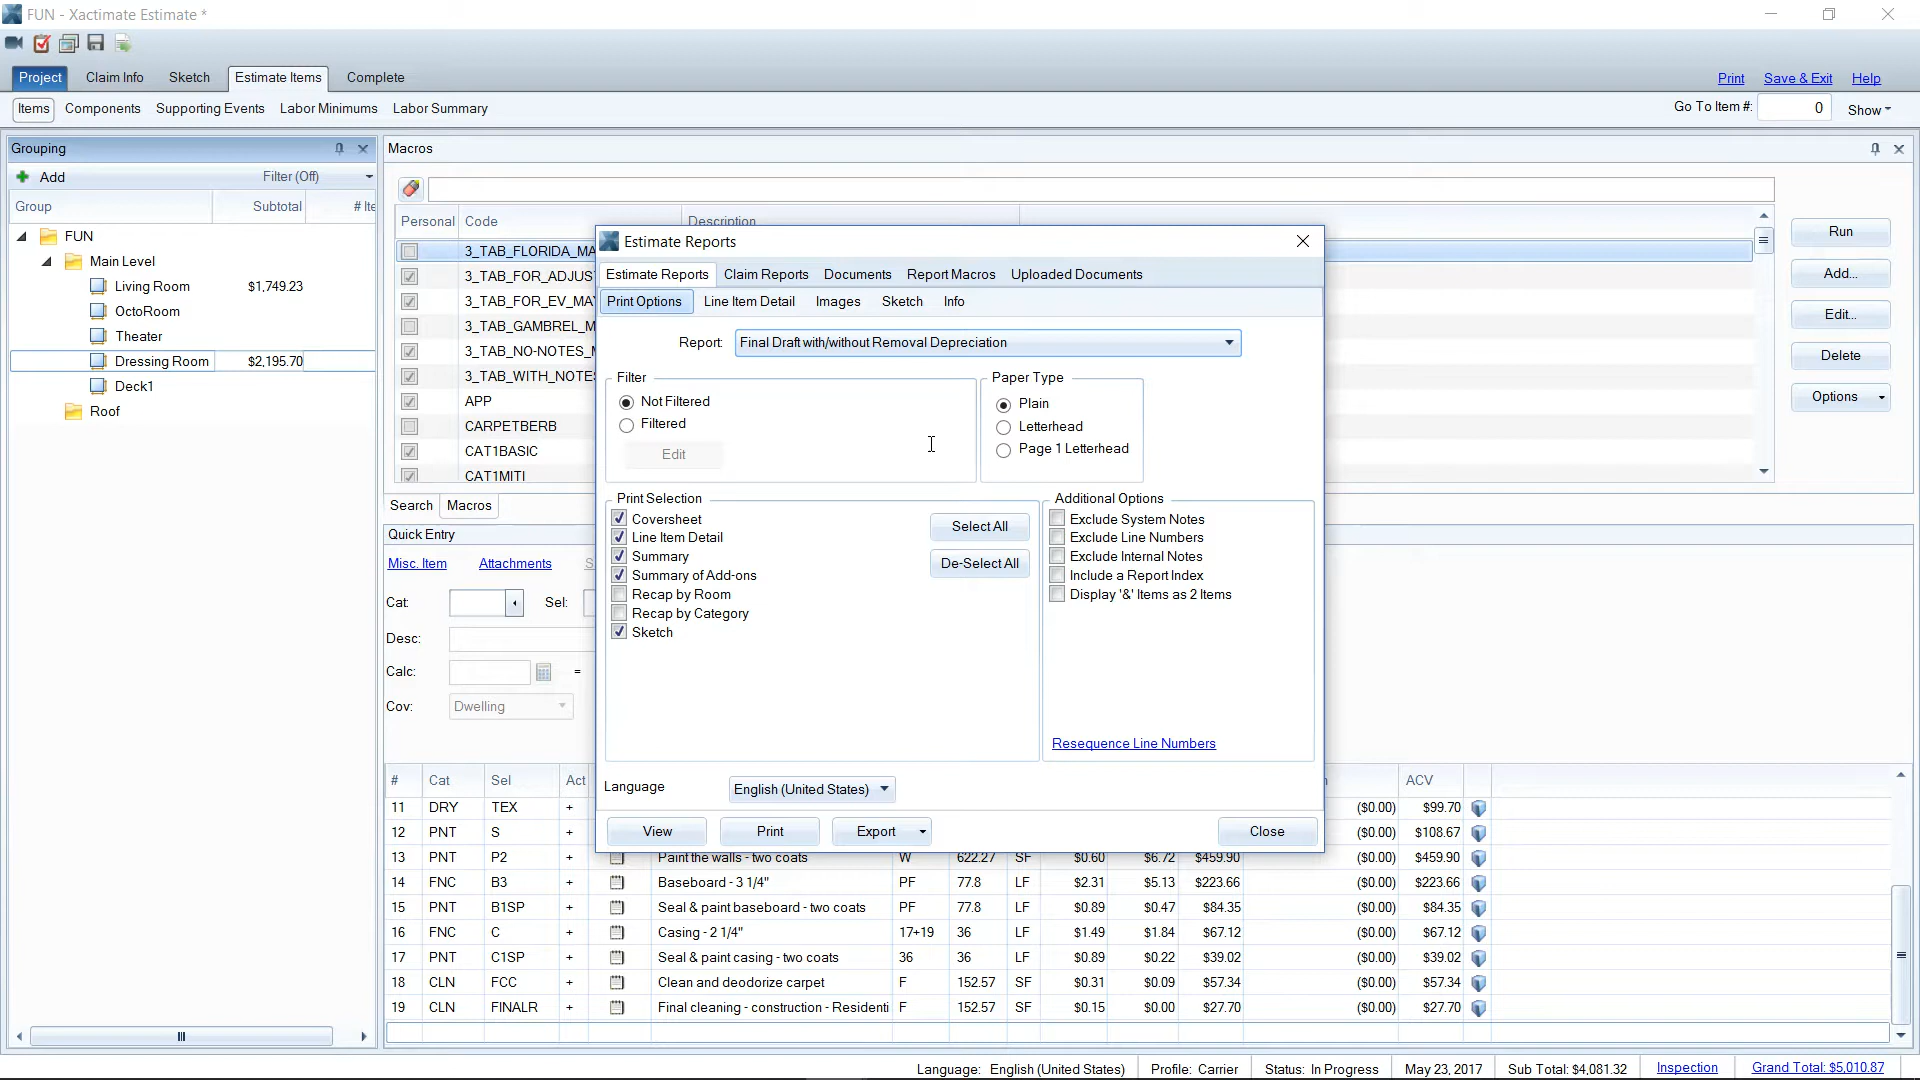 FUN - Xactimate Estimate *
Project Claim Info Sketch Estimate Items Complete Print Save & Exit Help
Items Components Supporting Events Labor Minimums Labor Summary Go To Item #: 0 Show
Grouping
Add Filter (Off)
Group Subtotal # Ite
FUN
Main Level
Living Room $1,749.23
OctoRoom
Theater
Dressing Room $2,195.70
Deck1
Roof
Macros
Personal Code Description
3_TAB_FLORIDA_MA
3_TAB_FOR_ADJUS
3_TAB_FOR_EV_MA
3_TAB_GAMBREL_M
3_TAB_NO-NOTES_
3_TAB_WITH_NOTE
APP
CARPETBERB
CAT1BASIC
CAT1MITI
Run
Add...
Edit...
Delete
Options
Search Macros
Quick Entry
Misc. Item Attachments S
Cat: Sel:
Desc:
Calc: =
Cov: Dwelling
Estimate Reports
Estimate Reports Claim Reports Documents Report Macros Uploaded Documents
Print Options Line Item Detail Images Sketch Info
Report: Final Draft with/without Removal Depreciation
Filter
Not Filtered
Filtered
Edit
Paper Type
Plain
Letterhead
Page 1 Letterhead
Print Selection
Coversheet
Line Item Detail
Summary
Summary of Add-ons
Recap by Room
Recap by Category
Sketch
Select All
De-Select All
Additional Options
Exclude System Notes
Exclude Line Numbers
Exclude Internal Notes
Include a Report Index
Display '&' Items as 2 Items
Resequence Line Numbers
Language English (United States)
View Print Export Close
# Cat Sel Act ACV
11 DRY TEX + ($0.00) $99.70
12 PNT S + ($0.00) $108.67
13 PNT P2 + Paint the walls - two coats W 622.27 SF $0.60 $6.72 $459.90 ($0.00) $459.90
14 FNC B3 + Baseboard - 3 1/4" PF 77.8 LF $2.31 $5.13 $223.66 ($0.00) $223.66
15 PNT B1SP + Seal & paint baseboard - two coats PF 77.8 LF $0.89 $0.47 $84.35 ($0.00) $84.35
16 FNC C + Casing - 2 1/4" 17+19 36 LF $1.49 $1.84 $67.12 ($0.00) $67.12
17 PNT C1SP + Seal & paint casing - two coats 36 36 LF $0.89 $0.22 $39.02 ($0.00) $39.02
18 CLN FCC + Clean and deodorize carpet F 152.57 SF $0.31 $0.09 $57.34 ($0.00) $57.34
19 CLN FINALR + Final cleaning - construction - Residenti F 152.57 SF $0.15 $0.00 $27.70 ($0.00) $27.70
Language: English (United States) Profile: Carrier Status: In Progress May 23, 2017 Sub Total: $4,081.32 Inspection Grand Total: $5,010.87